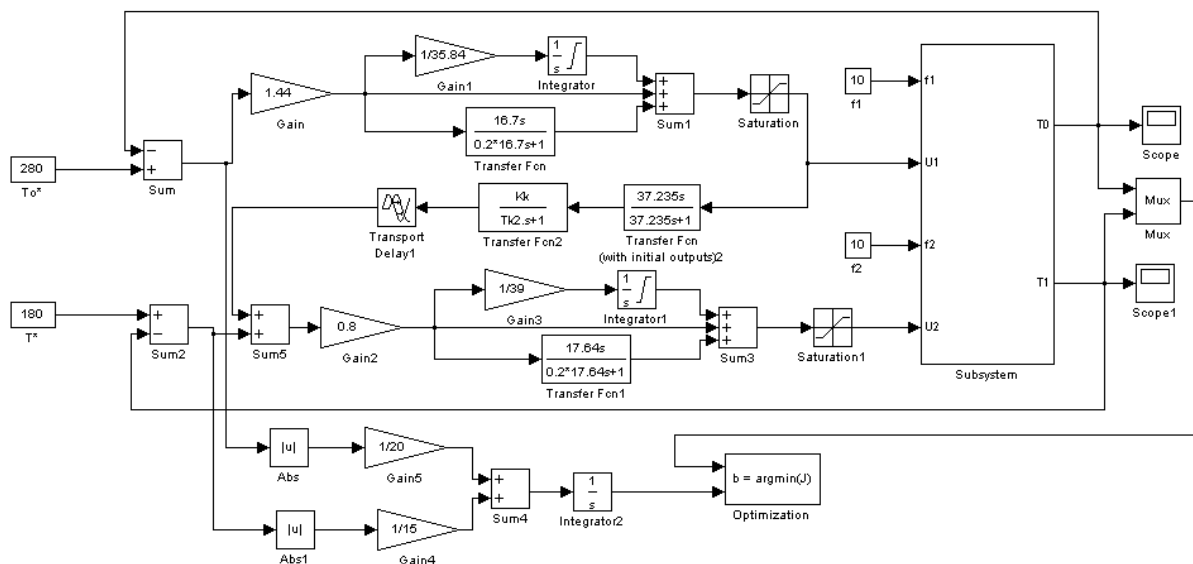 1/35.84
Gain1
1
s
Integrator
1.44
Gain
+
+
+
Sum1
Saturation
16.7s
0.2*16.7s+1
Transfer Fcn
10
f1
f1
T0
Scope
280
To*
−
+
Sum
U1
Transport
Delay1
Kk
Tk2.s+1
Transfer Fcn2
37.235s
37.235s+1
Transfer Fcn
(with initial outputs)2
Mux
Mux
10
f2
f2
T1
Scope1
180
T*
+
−
Sum2
+
+
Sum5
0.8
Gain2
1/39
Gain3
1
s
Integrator1
+
+
+
Sum3
Saturation1
17.64s
0.2*17.64s+1
Transfer Fcn1
U2
Subsystem
|u|
Abs
1/20
Gain5
+
+
Sum4
1
s
Integrator2
b = argmin(J)
Optimization
|u|
Abs1
1/15
Gain4